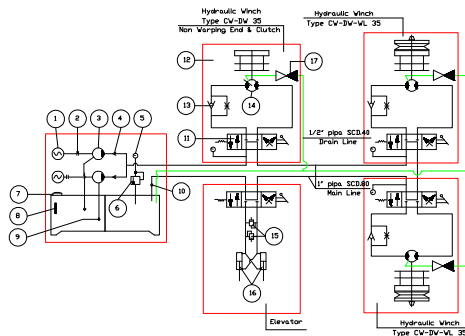 Hydraulic Winch
Type CW-DW 35
Non Warping End & Clutch
Hydraulic Winch
Type CW-DW-WL 35
12
17
13
14
11
1/2" pipa SCD.40
Drain Line
1
2
3
4
5
6
7
8
9
10
1" pipa SCD.80
Main Line
15
16
Elevator
Hydraulic Winch
Type CW-DW-WL 35